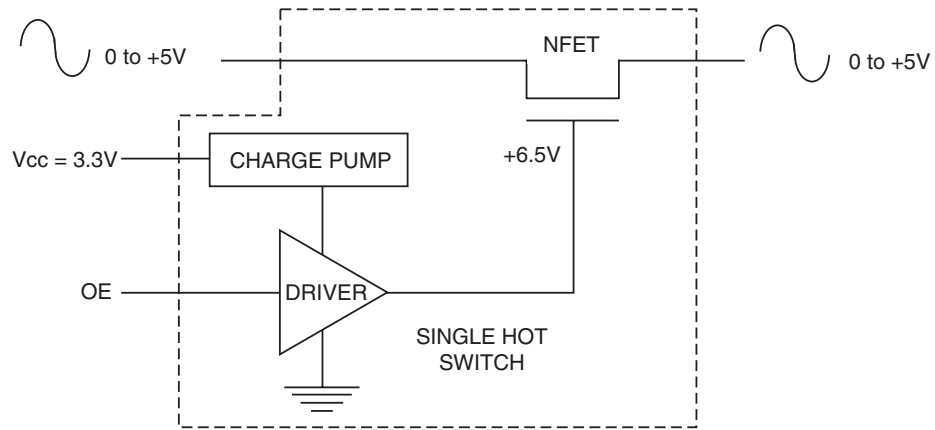 NFET
0 to +5V
0 to +5V
Vcc = 3.3V
CHARGE PUMP
+6.5V
OE
DRIVER
SINGLE HOT
SWITCH